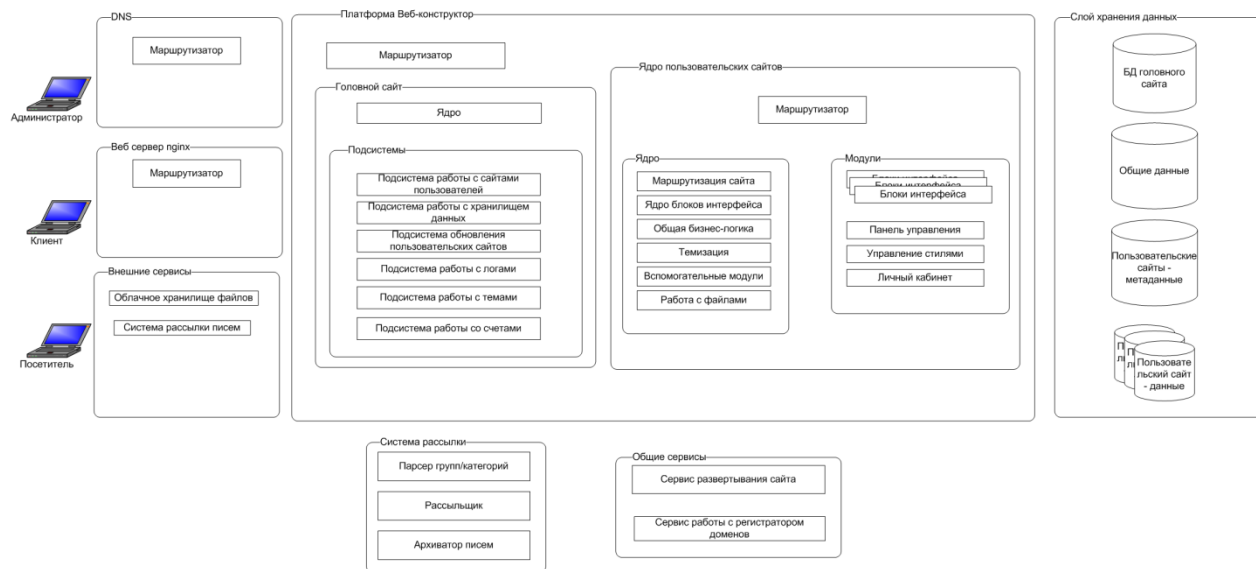 DNS
Маршрутизатор
Администратор
Веб сервер nginx
Маршрутизатор
Клиент
Внешние сервисы
Облачное хранилище файлов
Система рассылки писем
Посетитель
Платформа Веб-конструктор
Маршрутизатор
Головной сайт
Ядро
Подсистемы
Подсистема работы с сайтами
пользователей
Подсистема работы с хранилищем
данных
Подсистема обновления
пользовательских сайтов
Подсистема работы с логами
Подсистема работы с темами
Подсистема работы со счетами
Ядро пользовательских сайтов
Маршрутизатор
Ядро
Маршрутизация сайта
Ядро блоков интерфейса
Общая бизнес-логика
Темизация
Вспомогательные модули
Работа с файлами
Модули
Блоки интерфейса
Блоки интерфейса
Блоки интерфейса
Панель управления
Управление стилями
Личный кабинет
Слой хранения данных
БД головного
сайта
Общие данные
Пользовательские
сайты -
метаданные
Пользовате
льский сайт
- данные
Система рассылки
Парсер групп/категорий
Рассыльщик
Архиватор писем
Общие сервисы
Сервис развертывания сайта
Сервис работы с регистратором
доменов